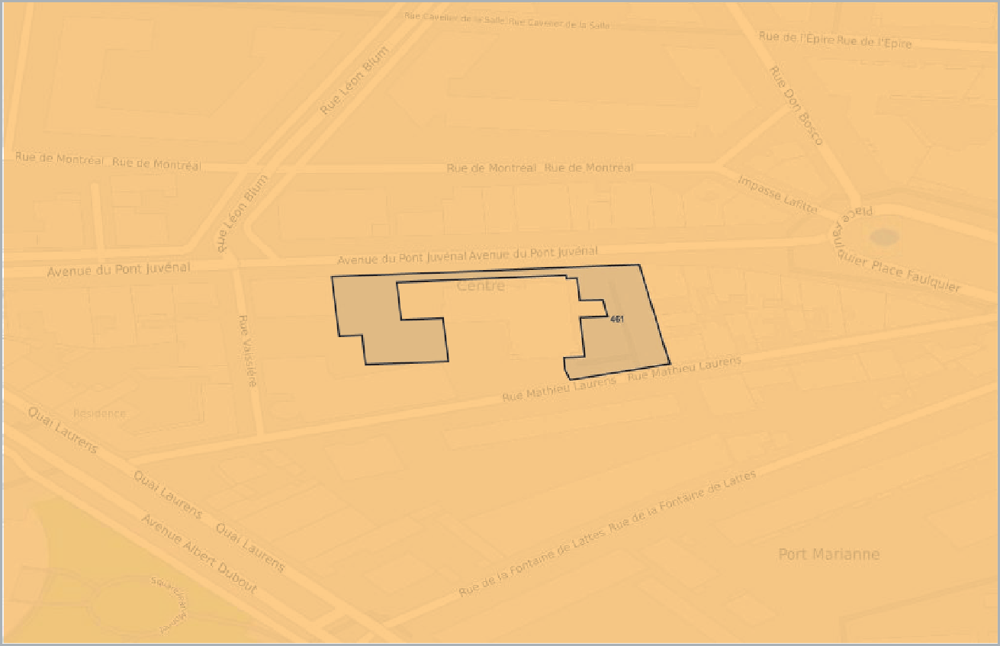 Rue Cavelier de la Salle Rue Cavelier de la Salle
Rue de l'Épire Rue de l'Épire
Rue Léon Blum
Rue Don Bosco
Rue de Montréal Rue de Montréal
Rue de Montréal Rue de Montréal
Impasse Lafitte
Rue Léon Blum
Place Faulquier Place Faulquier
Avenue du Pont Juvénal Avenue du Pont Juvénal
Avenue du Pont Juvénal
Centre
461
Rue Vaissière
Rue Mathieu Laurens Rue Mathieu Laurens
Résidence
Quai Laurens
Quai Laurens
Quai Laurens
Avenue Albert Dubout
Rue de la Fontaine de Lattes Rue de la Fontaine de Lattes
Port Marianne
Square Jean Monnet